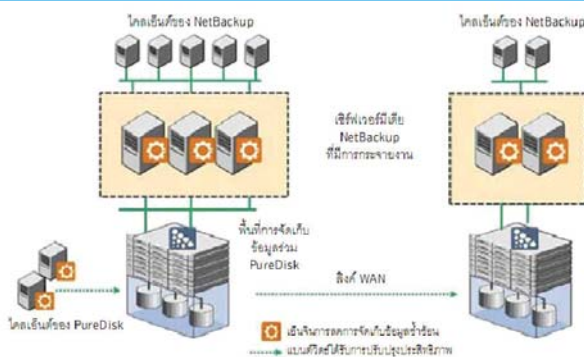 ไคลเอ็นต์ของ NetBackup
ไคลเอ็นต์ของ NetBackup
เซิร์ฟเวอร์มีเดีย
NetBackup
ที่มีการกระจายงาน
พื้นที่การจัดเก็บ
ข้อมูลร่วม
PureDisk
ลิงก์ WAN
ไคลเอ็นต์ของ PureDisk
เอ็นจินการลดการจัดเก็บข้อมูลซ้ำซ้อน
แบนด์วิดธ์ได้รับการปรับปรุงประสิทธิภาพ